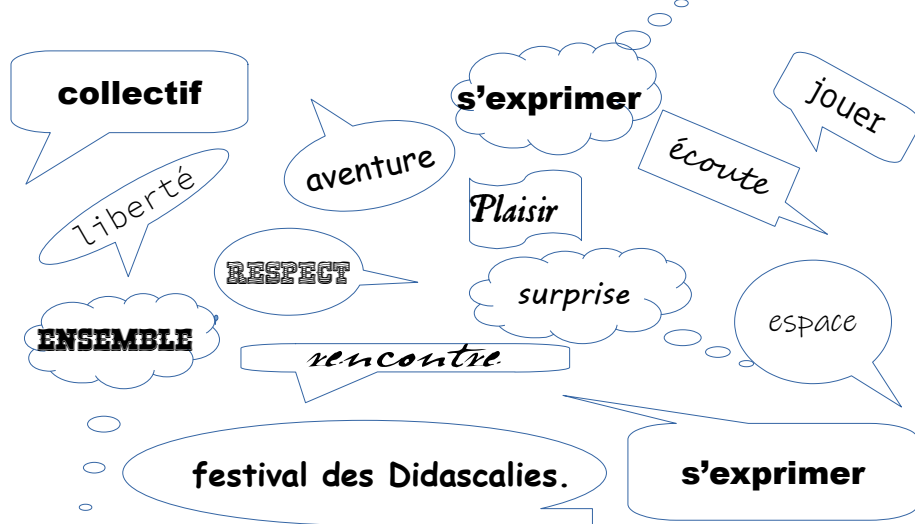 collectif
s’exprimer
jouer
aventure
écoute
liberté
Plaisir
RESPECT
surprise
espace
ENSEMBLE
rencontre
festival des Didascalies.
s’exprimer